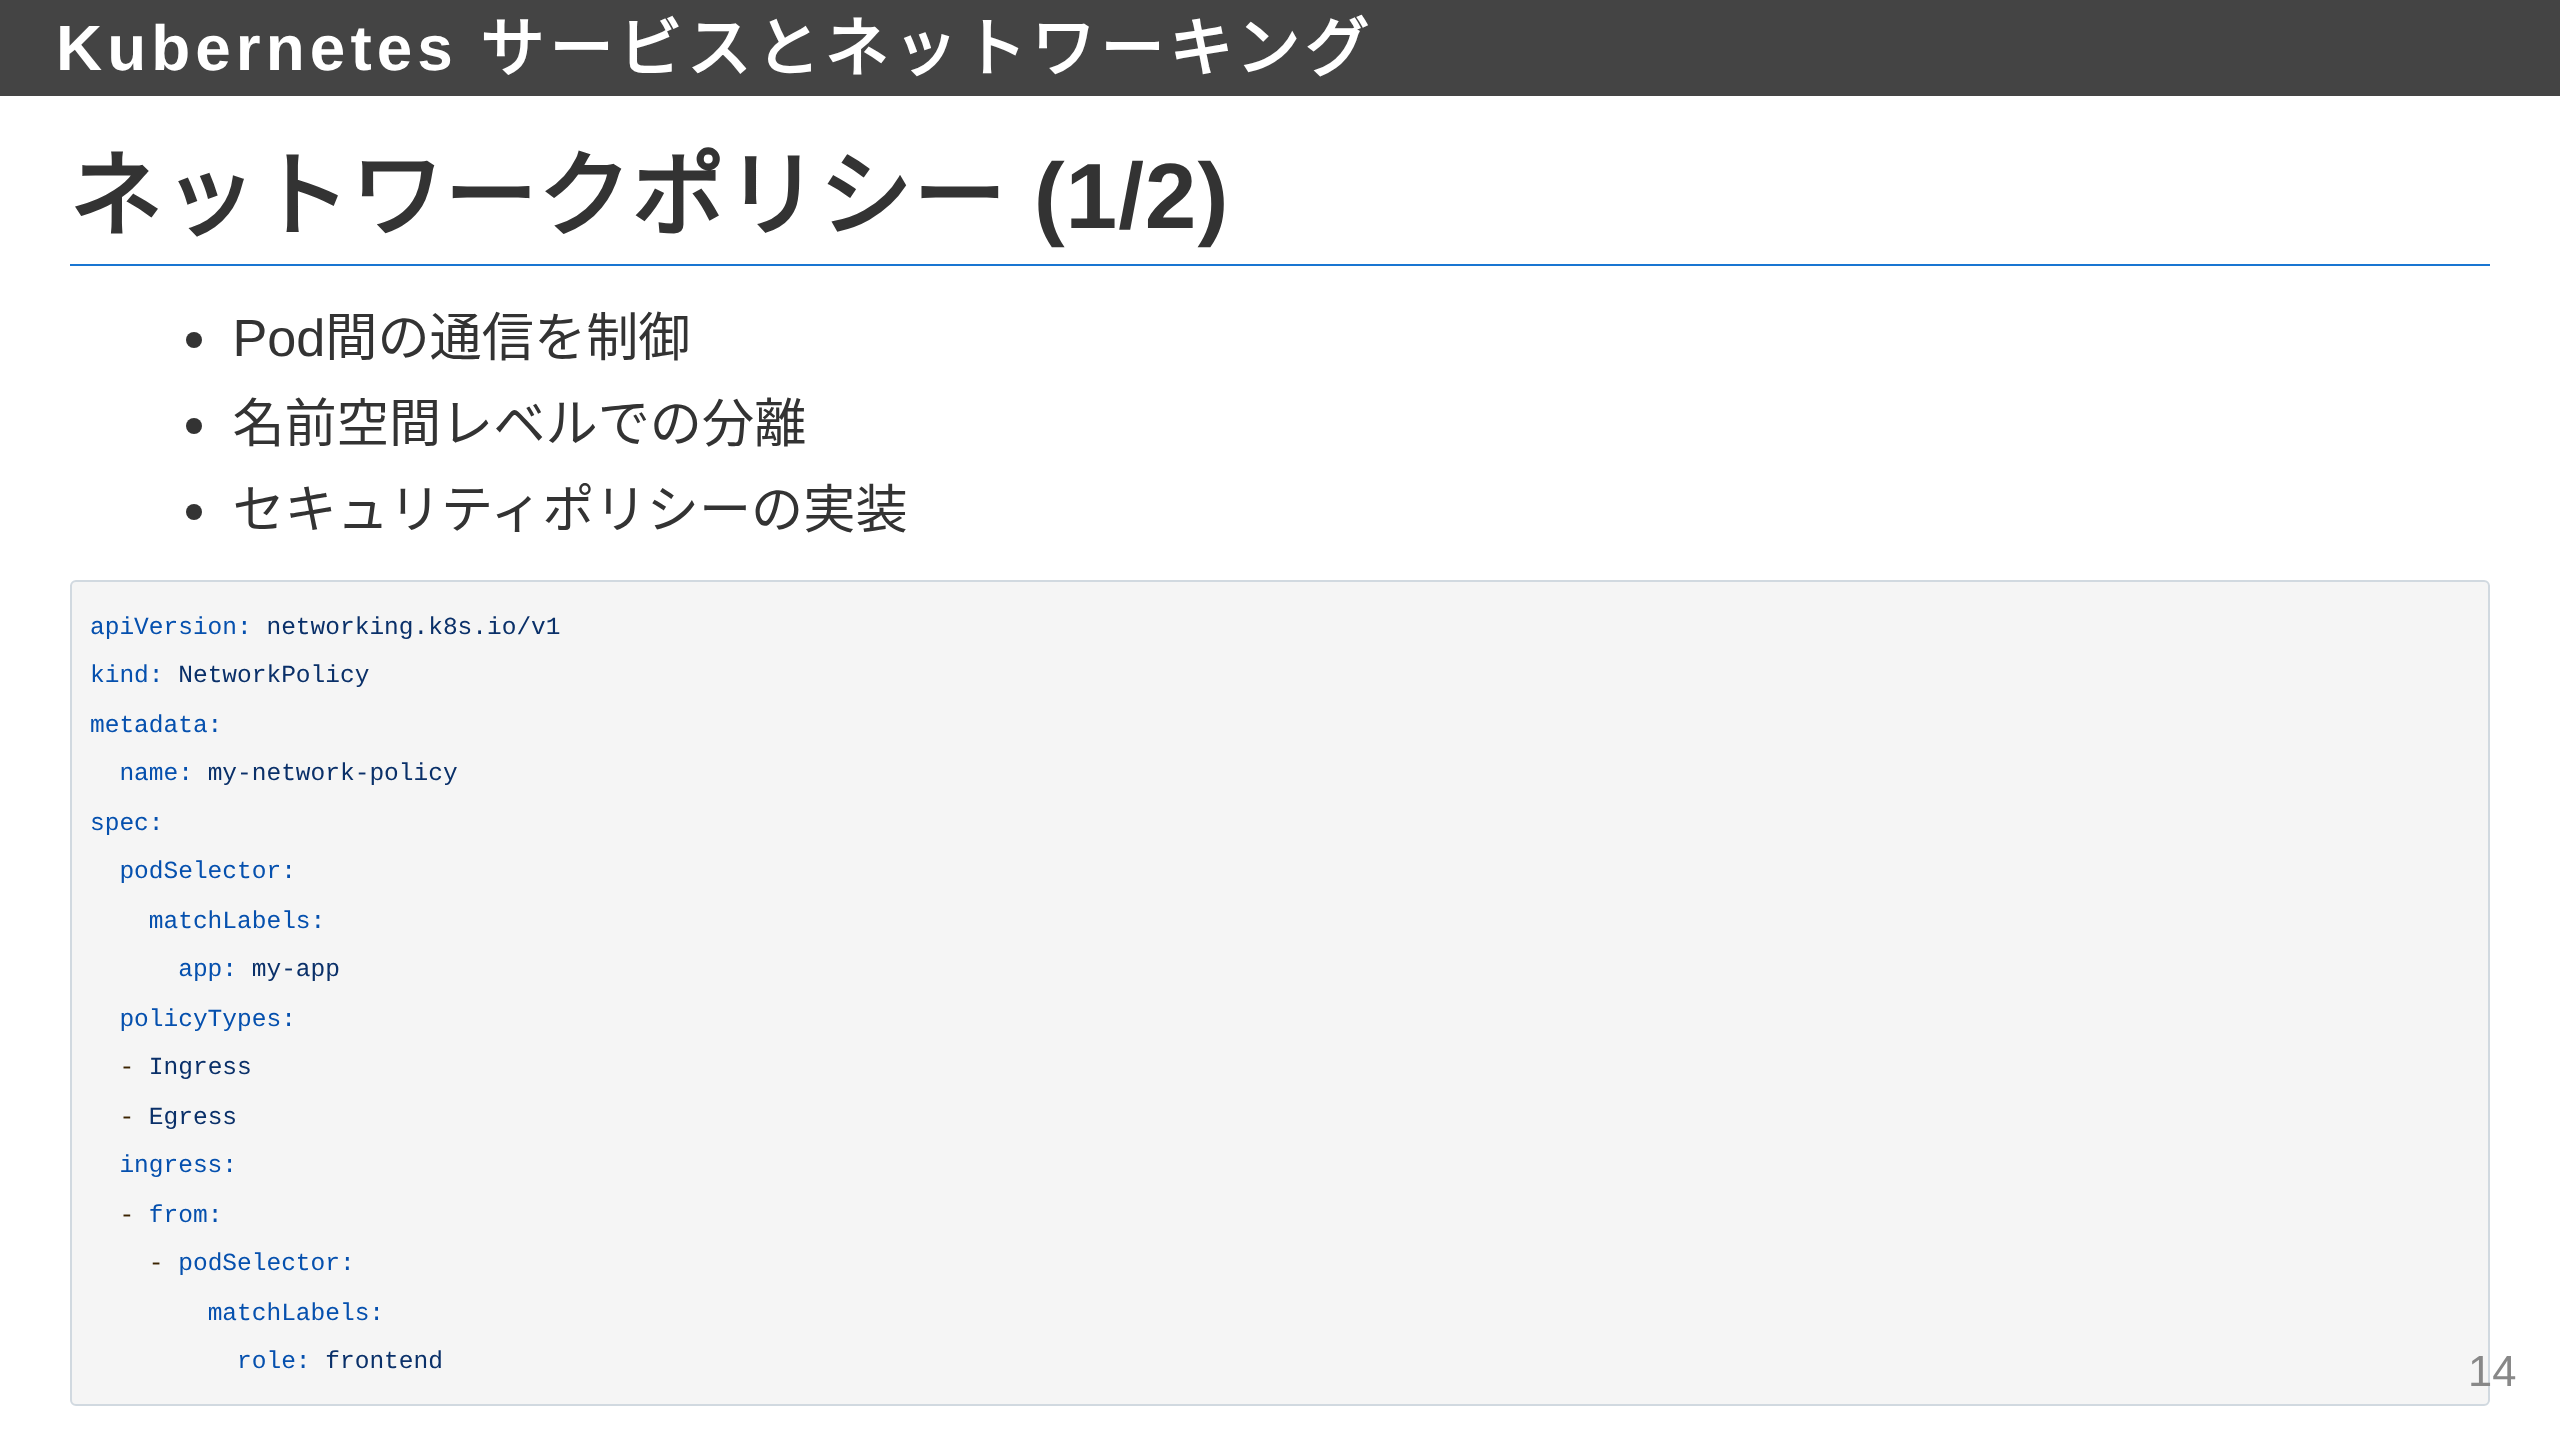 Kubernetes サービスとネットワーキング
ネットワークポリシー (1/2)
• Pod間の通信を制御
• 名前空間レベルでの分離
• セキュリティポリシーの実装
apiVersion: networking.k8s.io/v1
kind: NetworkPolicy
metadata:
  name: my-network-policy
spec:
  podSelector:
    matchLabels:
      app: my-app
  policyTypes:
  - Ingress
  - Egress
  ingress:
  - from:
    - podSelector:
        matchLabels:
          role: frontend
14